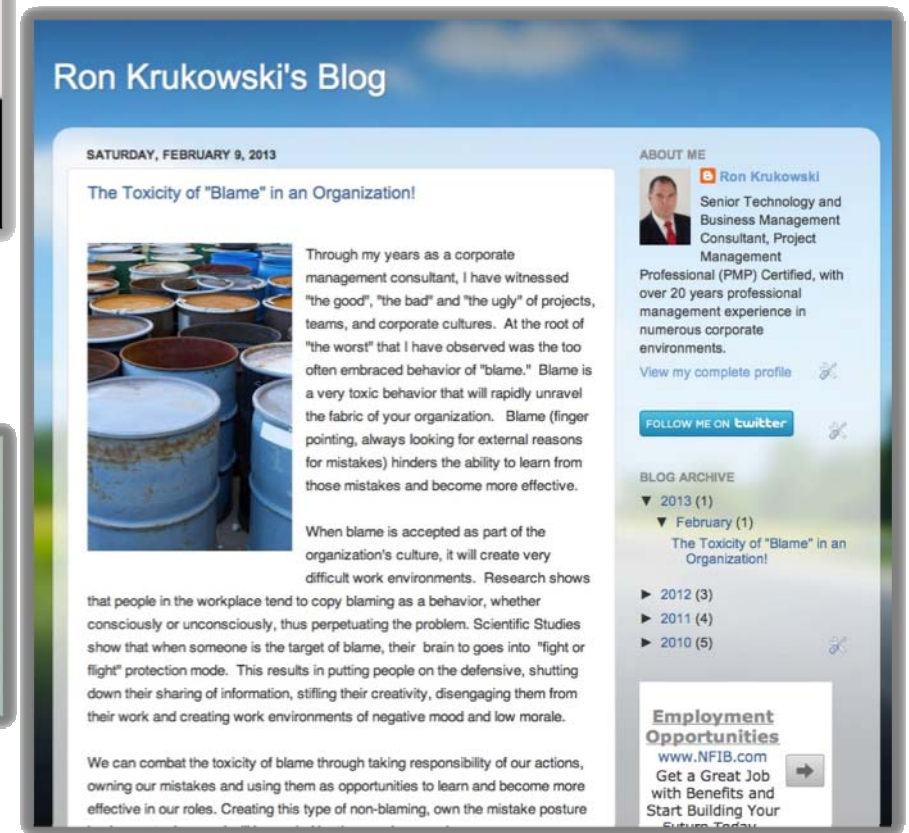 Ron Krukowski's Blog
SATURDAY, FEBRUARY 9, 2013
The Toxicity of "Blame" in an Organization!
Through my years as a corporate
management consultant, I have witnessed
"the good", "the bad" and "the ugly" of projects,
teams, and corporate cultures. At the root of
"the worst" that I have observed was the too
often embraced behavior of "blame." Blame is
a very toxic behavior that will rapidly unravel
the fabric of your organization. Blame (finger
pointing, always looking for external reasons
for mistakes) hinders the ability to learn from
those mistakes and become more effective.
When blame is accepted as part of the
organization's culture, it will create very
difficult work environments. Research shows
that people in the workplace tend to copy blaming as a behavior, whether
consciously or unconsciously, thus perpetuating the problem. Scientific Studies
show that when someone is the target of blame, their brain to goes into "fight or
flight" protection mode. This results in putting people on the defensive, shutting
down their sharing of information, stifling their creativity, disengaging them from
their work and creating work environments of negative mood and low morale.
We can combat the toxicity of blame through taking responsibility of our actions,
owning our mistakes and using them as opportunities to learn and become more
effective in our roles. Creating this type of non-blaming, own the mistake posture
ABOUT ME
Ron Krukowski
Senior Technology and
Business Management
Consultant, Project
Management
Professional (PMP) Certified, with
over 20 years professional
management experience in
numerous corporate
environments.
View my complete profile
FOLLOW ME ON twitter
BLOG ARCHIVE
▼ 2013 (1)
▼ February (1)
The Toxicity of "Blame" in an
Organization!
► 2012 (3)
► 2011 (4)
► 2010 (5)
Employment
Opportunities
www.NFIB.com
Get a Great Job
with Benefits and
Start Building Your
Future Today